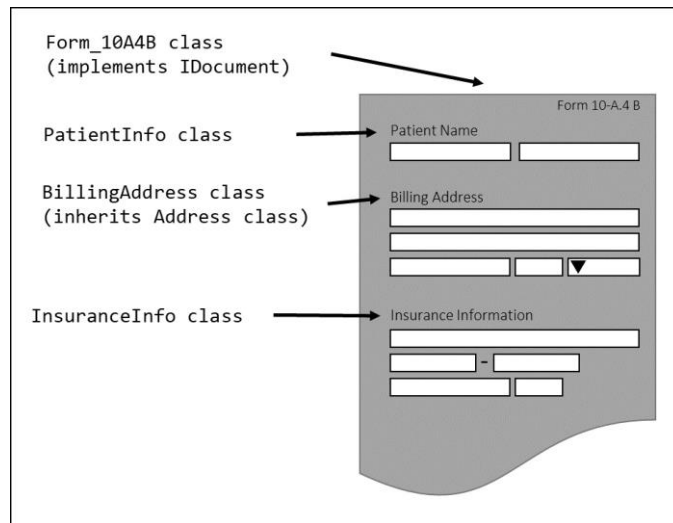 Form_10A4B class
(implements IDocument)
Form 10-A.4 B
PatientInfo class
Patient Name
BillingAddress class
(inherits Address class)
Billing Address
InsuranceInfo class
Insurance Information
-